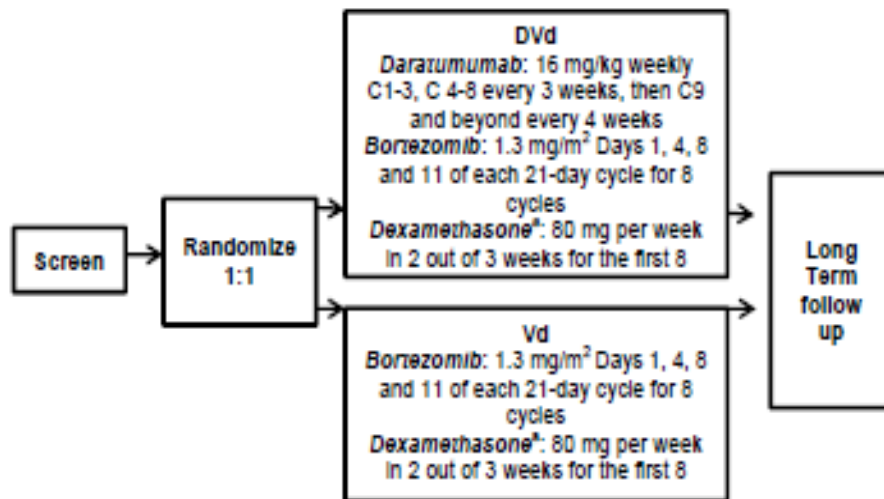 Screen
Randomize
1:1
DVd
Daratumumab: 16 mg/kg weekly
C1-3, C 4-8 every 3 weeks, then C9
and beyond every 4 weeks
Bortezomib: 1.3 mg/m² Days 1, 4, 8
and 11 of each 21-day cycle for 8
cycles
Dexamethasoneª: 80 mg per week
in 2 out of 3 weeks for the first 8
Vd
Bortezomib: 1.3 mg/m² Days 1, 4, 8
and 11 of each 21-day cycle for 8
cycles
Dexamethasoneª: 80 mg per week
in 2 out of 3 weeks for the first 8
Long
Term
follow
up